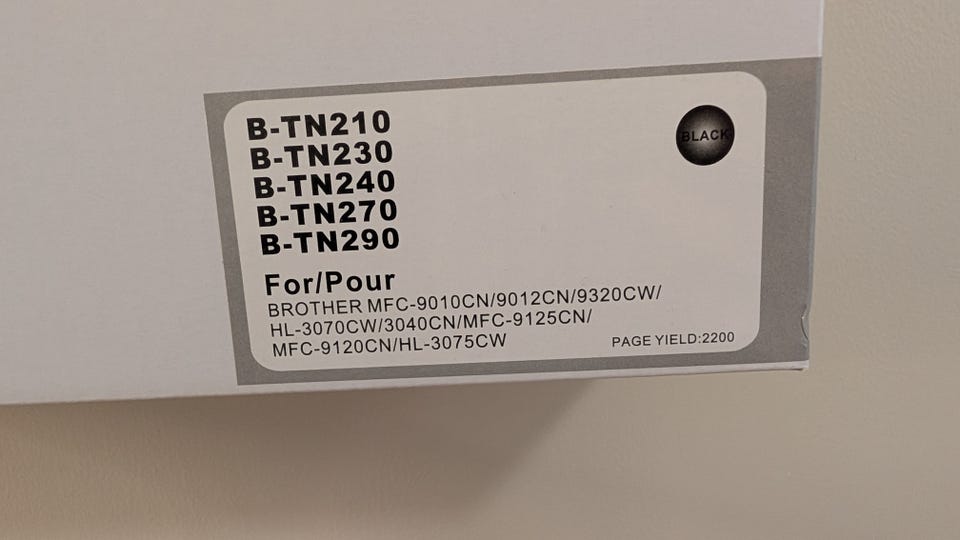 B-TN210
B-TN230
B-TN240
B-TN270
B-TN290
BLACK
For/Pour
BROTHER MFC-9010CN/9012CN/9320CW/
HL-3070CW/3040CN/MFC-9125CN/
MFC-9120CN/HL-3075CW
PAGE YIELD:2200